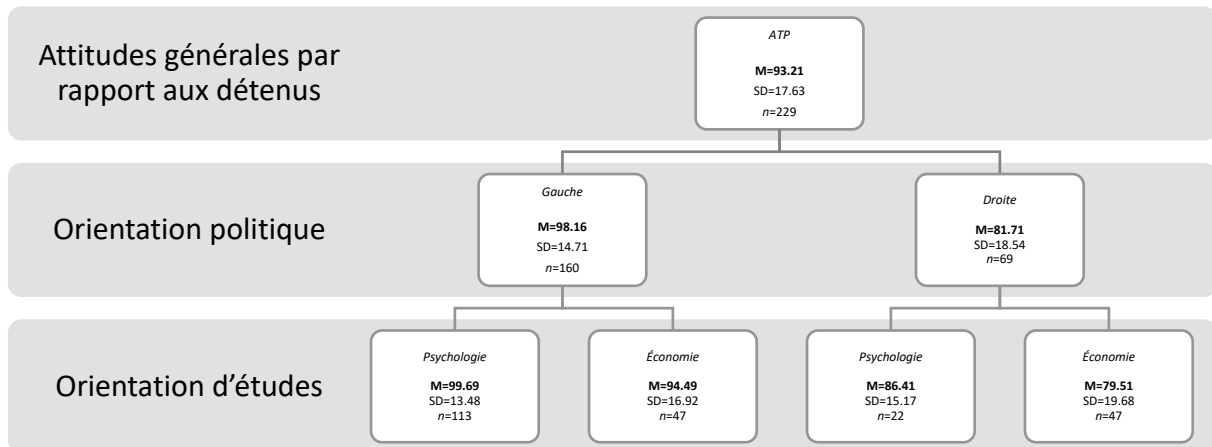 Attitudes générales par
rapport aux détenus
ATP
M=93.21
SD=17.63
n=229
Orientation politique
Gauche
M=98.16
SD=14.71
n=160
Droite
M=81.71
SD=18.54
n=69
Orientation d'études
Psychologie
M=99.69
SD=13.48
n=113
Économie
M=94.49
SD=16.92
n=47
Psychologie
M=86.41
SD=15.17
n=22
Économie
M=79.51
SD=19.68
n=47